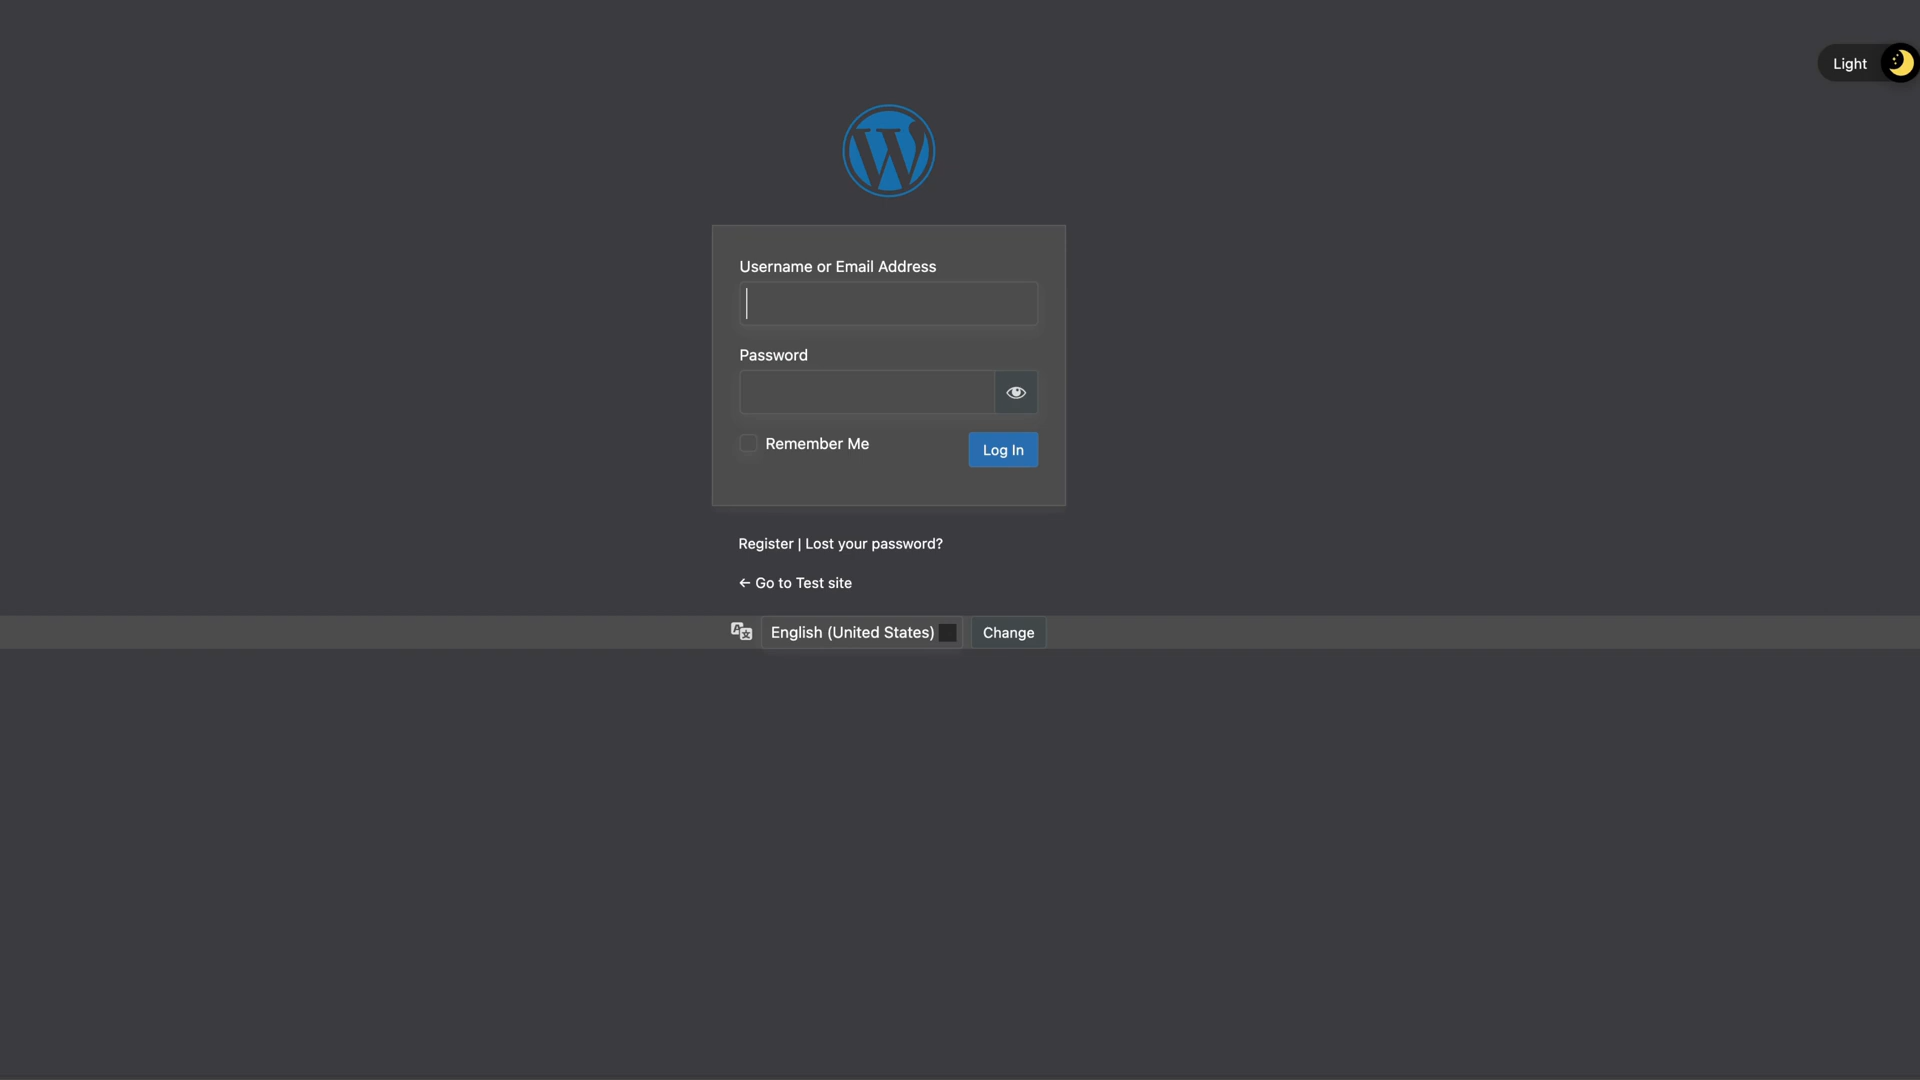 Light
Username or Email Address
Password
Remember Me
Log In
Register | Lost your password?
← Go to Test site
English (United States)
Change